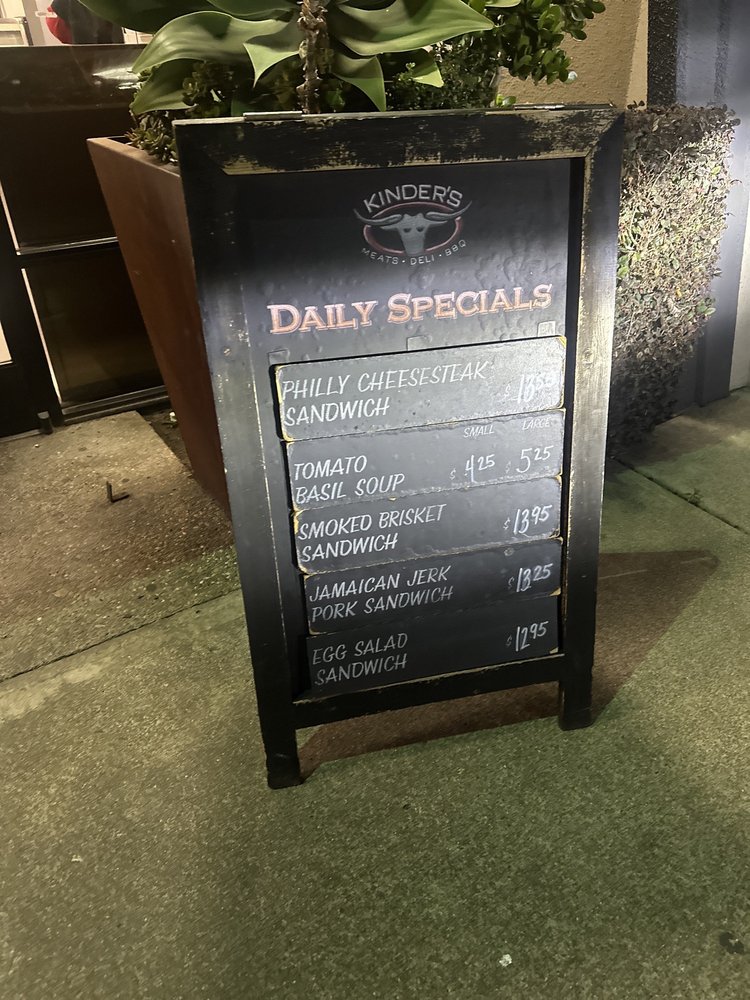 KINDER'S
MEATS • DELI • BBQ
DAILY SPECIALS
PHILLY CHEESESTEAK
SANDWICH
SMALL LARGE
TOMATO
BASIL SOUP $4.25 $5.25
SMOKED BRISKET
SANDWICH $13.95
JAMAICAN JERK
PORK SANDWICH $13.25
EGG SALAD
SANDWICH $12.95